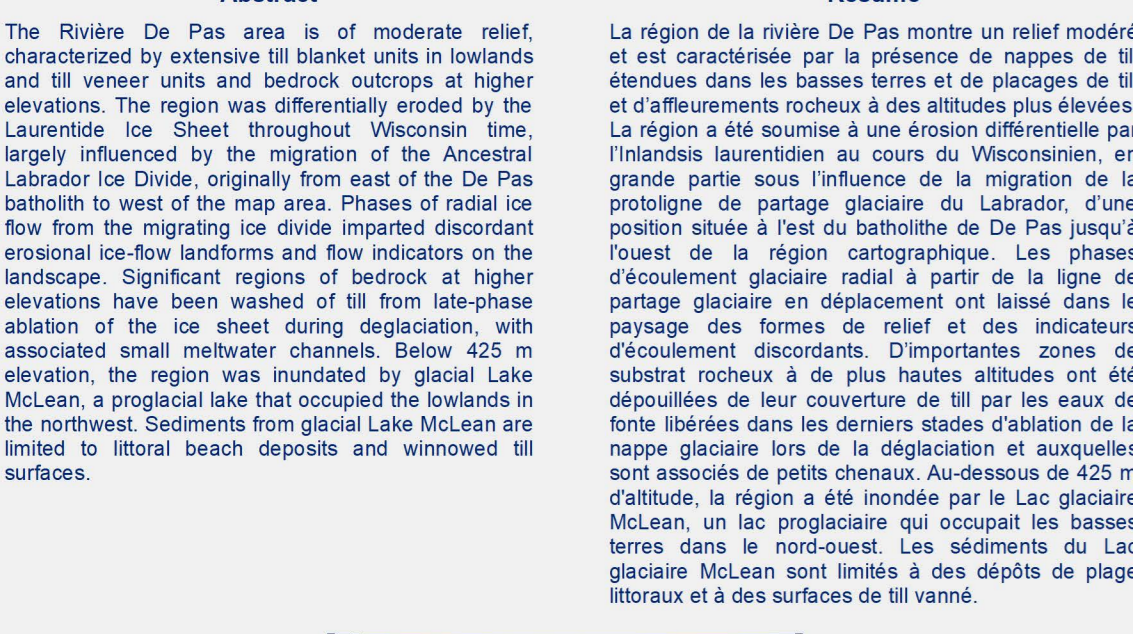 Abstract
The Rivière De Pas area is of moderate relief,
characterized by extensive till blanket units in lowlands
and till veneer units and bedrock outcrops at higher
elevations. The region was differentially eroded by the
Laurentide Ice Sheet throughout Wisconsin time,
largely influenced by the migration of the Ancestral
Labrador Ice Divide, originally from east of the De Pas
batholith to west of the map area. Phases of radial ice
flow from the migrating ice divide imparted discordant
erosional ice-flow landforms and flow indicators on the
landscape. Significant regions of bedrock at higher
elevations have been washed of till from late-phase
ablation of the ice sheet during deglaciation, with
associated small meltwater channels. Below 425 m
elevation, the region was inundated by glacial Lake
McLean, a proglacial lake that occupied the lowlands in
the northwest. Sediments from glacial Lake McLean are
limited to littoral beach deposits and winnowed till
surfaces.
Résumé
La région de la rivière De Pas montre un relief modéré
et est caractérisée par la présence de nappes de til
étendues dans les basses terres et de placages de til
et d’affleurements rocheux à des altitudes plus élevées
La région a été soumise à une érosion différentielle par
l’Inlandsis laurentidien au cours du Wisconsinien, en
grande partie sous l’influence de la migration de la
protoligne de partage glaciaire du Labrador, d’une
position située à l'est du batholithe de De Pas jusqu’à
l'ouest de la région cartographique. Les phases
d’écoulement glaciaire radial à partir de la ligne de
partage glaciaire en déplacement ont laissé dans le
paysage des formes de relief et des indicateurs
d'écoulement discordants. D’importantes zones de
substrat rocheux à de plus hautes altitudes ont été
dépouillées de leur couverture de till par les eaux de
fonte libérées dans les derniers stades d'ablation de la
nappe glaciaire lors de la déglaciation et auxquelles
sont associés de petits chenaux. Au-dessous de 425 m
d'altitude, la région a été inondée par le Lac glaciaire
McLean, un lac proglaciaire qui occupait les basses
terres dans le nord-ouest. Les sédiments du Lac
glaciaire McLean sont limités à des dépôts de plage
littoraux et à des surfaces de till vanné.